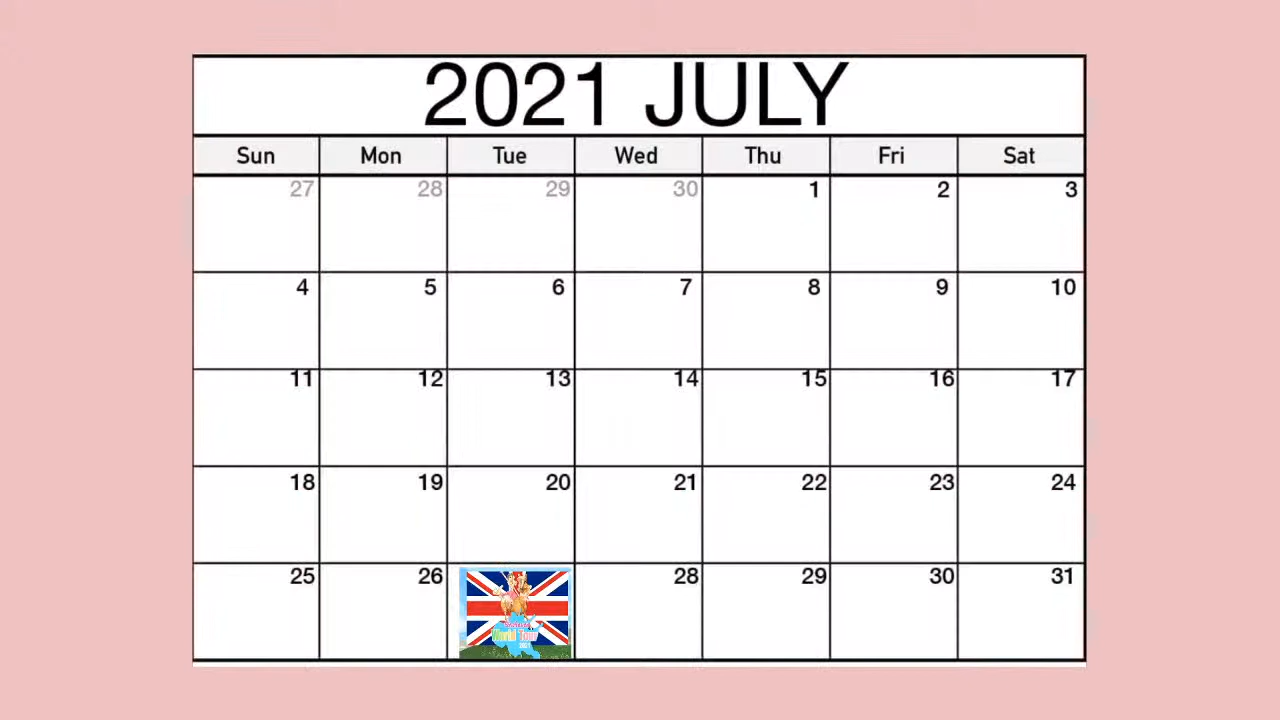 2021 JULY
Sun Mon Tue Wed Thu Fri Sat
27 28 29 30 1 2 3
4 5 6 7 8 9 10
11 12 13 14 15 16 17
18 19 20 21 22 23 24
25 26 28 29 30 31
World Tour
2021